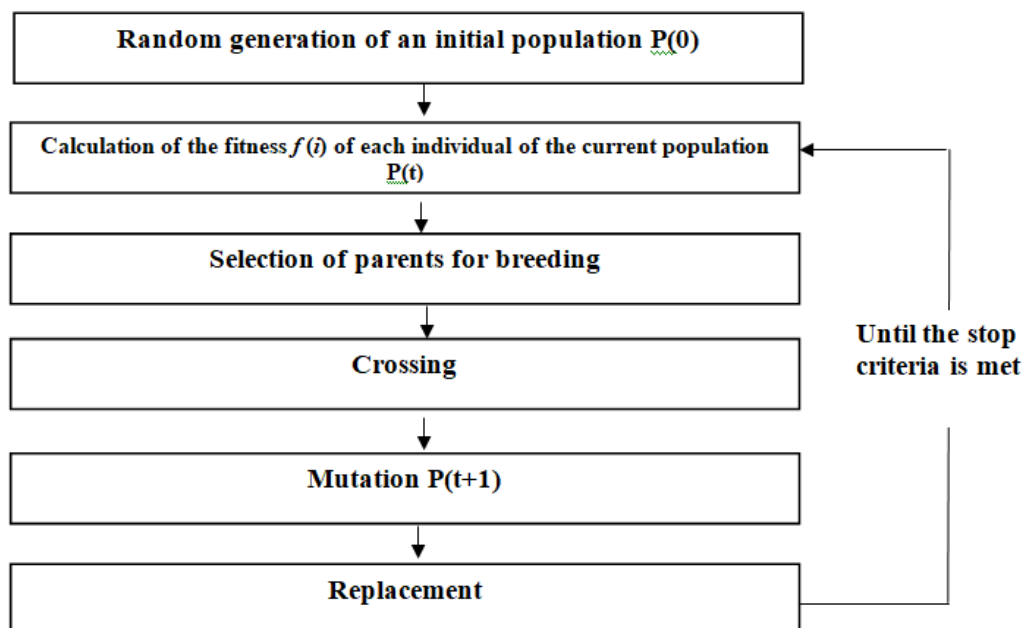 Random generation of an initial population P(0)
Calculation of the fitness f (i) of each individual of the current population
P(t)
Selection of parents for breeding
Crossing
Until the stop
criteria is met
Mutation P(t+1)
Replacement